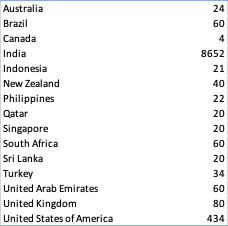 Australia 24
Brazil 60
Canada 4
India 8652
Indonesia 21
New Zealand 40
Philippines 22
Qatar 20
Singapore 20
South Africa 60
Sri Lanka 20
Turkey 34
United Arab Emirates 60
United Kingdom 80
United States of America 434